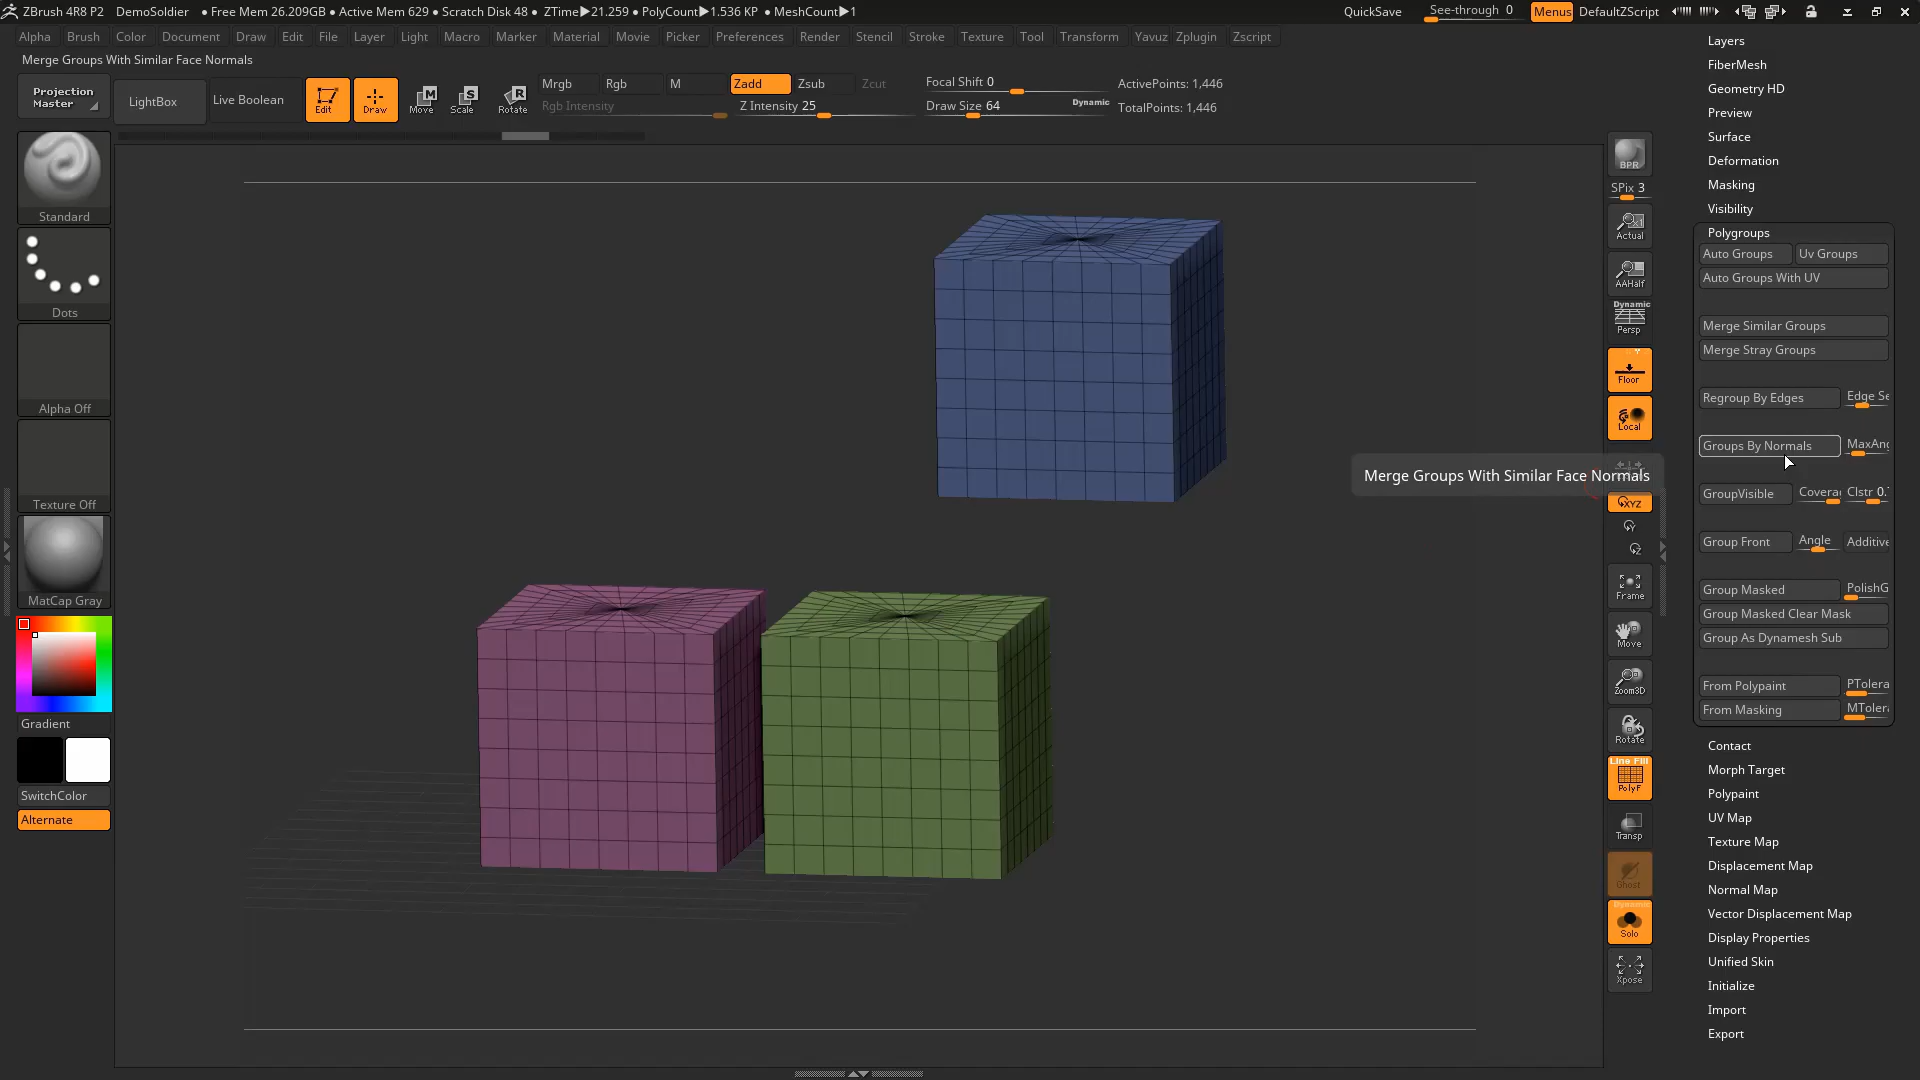 ZBrush 4R8 P2 DemoSoldier • Free Mem 26.209GB • Active Mem 629 • Scratch Disk 48 • ZTime▶21.259 • PolyCount▶1.536 KP • MeshCount▶1 QuickSave See-through 0 Menus DefaultZScript
Alpha Brush Color Document Draw Edit File Layer Light Macro Marker Material Movie Picker Preferences Render Stencil Stroke Texture Tool Transform Yavuz Zplugin Zscript
Merge Groups With Similar Face Normals
Projection Master
LightBox
Live Boolean
Edit
Draw
Move
Scale
Rotate
Mrgb Rgb M Zadd Zsub Zcut
Rgb Intensity Z Intensity 25
Focal Shift 0
Draw Size 64 Dynamic
ActivePoints: 1,446
TotalPoints: 1,446
Standard
Dots
Alpha Off
Texture Off
MatCap Gray
Gradient
SwitchColor
Alternate
Merge Groups With Similar Face Normals
BPR
SPix 3
Actual
AAHalf
Dynamic
Persp
Floor
Local
XYZ
Y
Z
Frame
Move
Zoom3D
Rotate
Line Fill
PolyF
Transp
Ghost
Dynamic
Solo
Xpose
Layers
FiberMesh
Geometry HD
Preview
Surface
Deformation
Masking
Visibility
Polygroups
Auto Groups Uv Groups
Auto Groups With UV
Merge Similar Groups
Merge Stray Groups
Regroup By Edges Edge Se
Groups By Normals MaxAng
GroupVisible Covera Clstr 0.
Group Front Angle Additive
Group Masked PolishG
Group Masked Clear Mask
Group As Dynamesh Sub
From Polypaint PTolera
From Masking MTolera
Contact
Morph Target
Polypaint
UV Map
Texture Map
Displacement Map
Normal Map
Vector Displacement Map
Display Properties
Unified Skin
Initialize
Import
Export